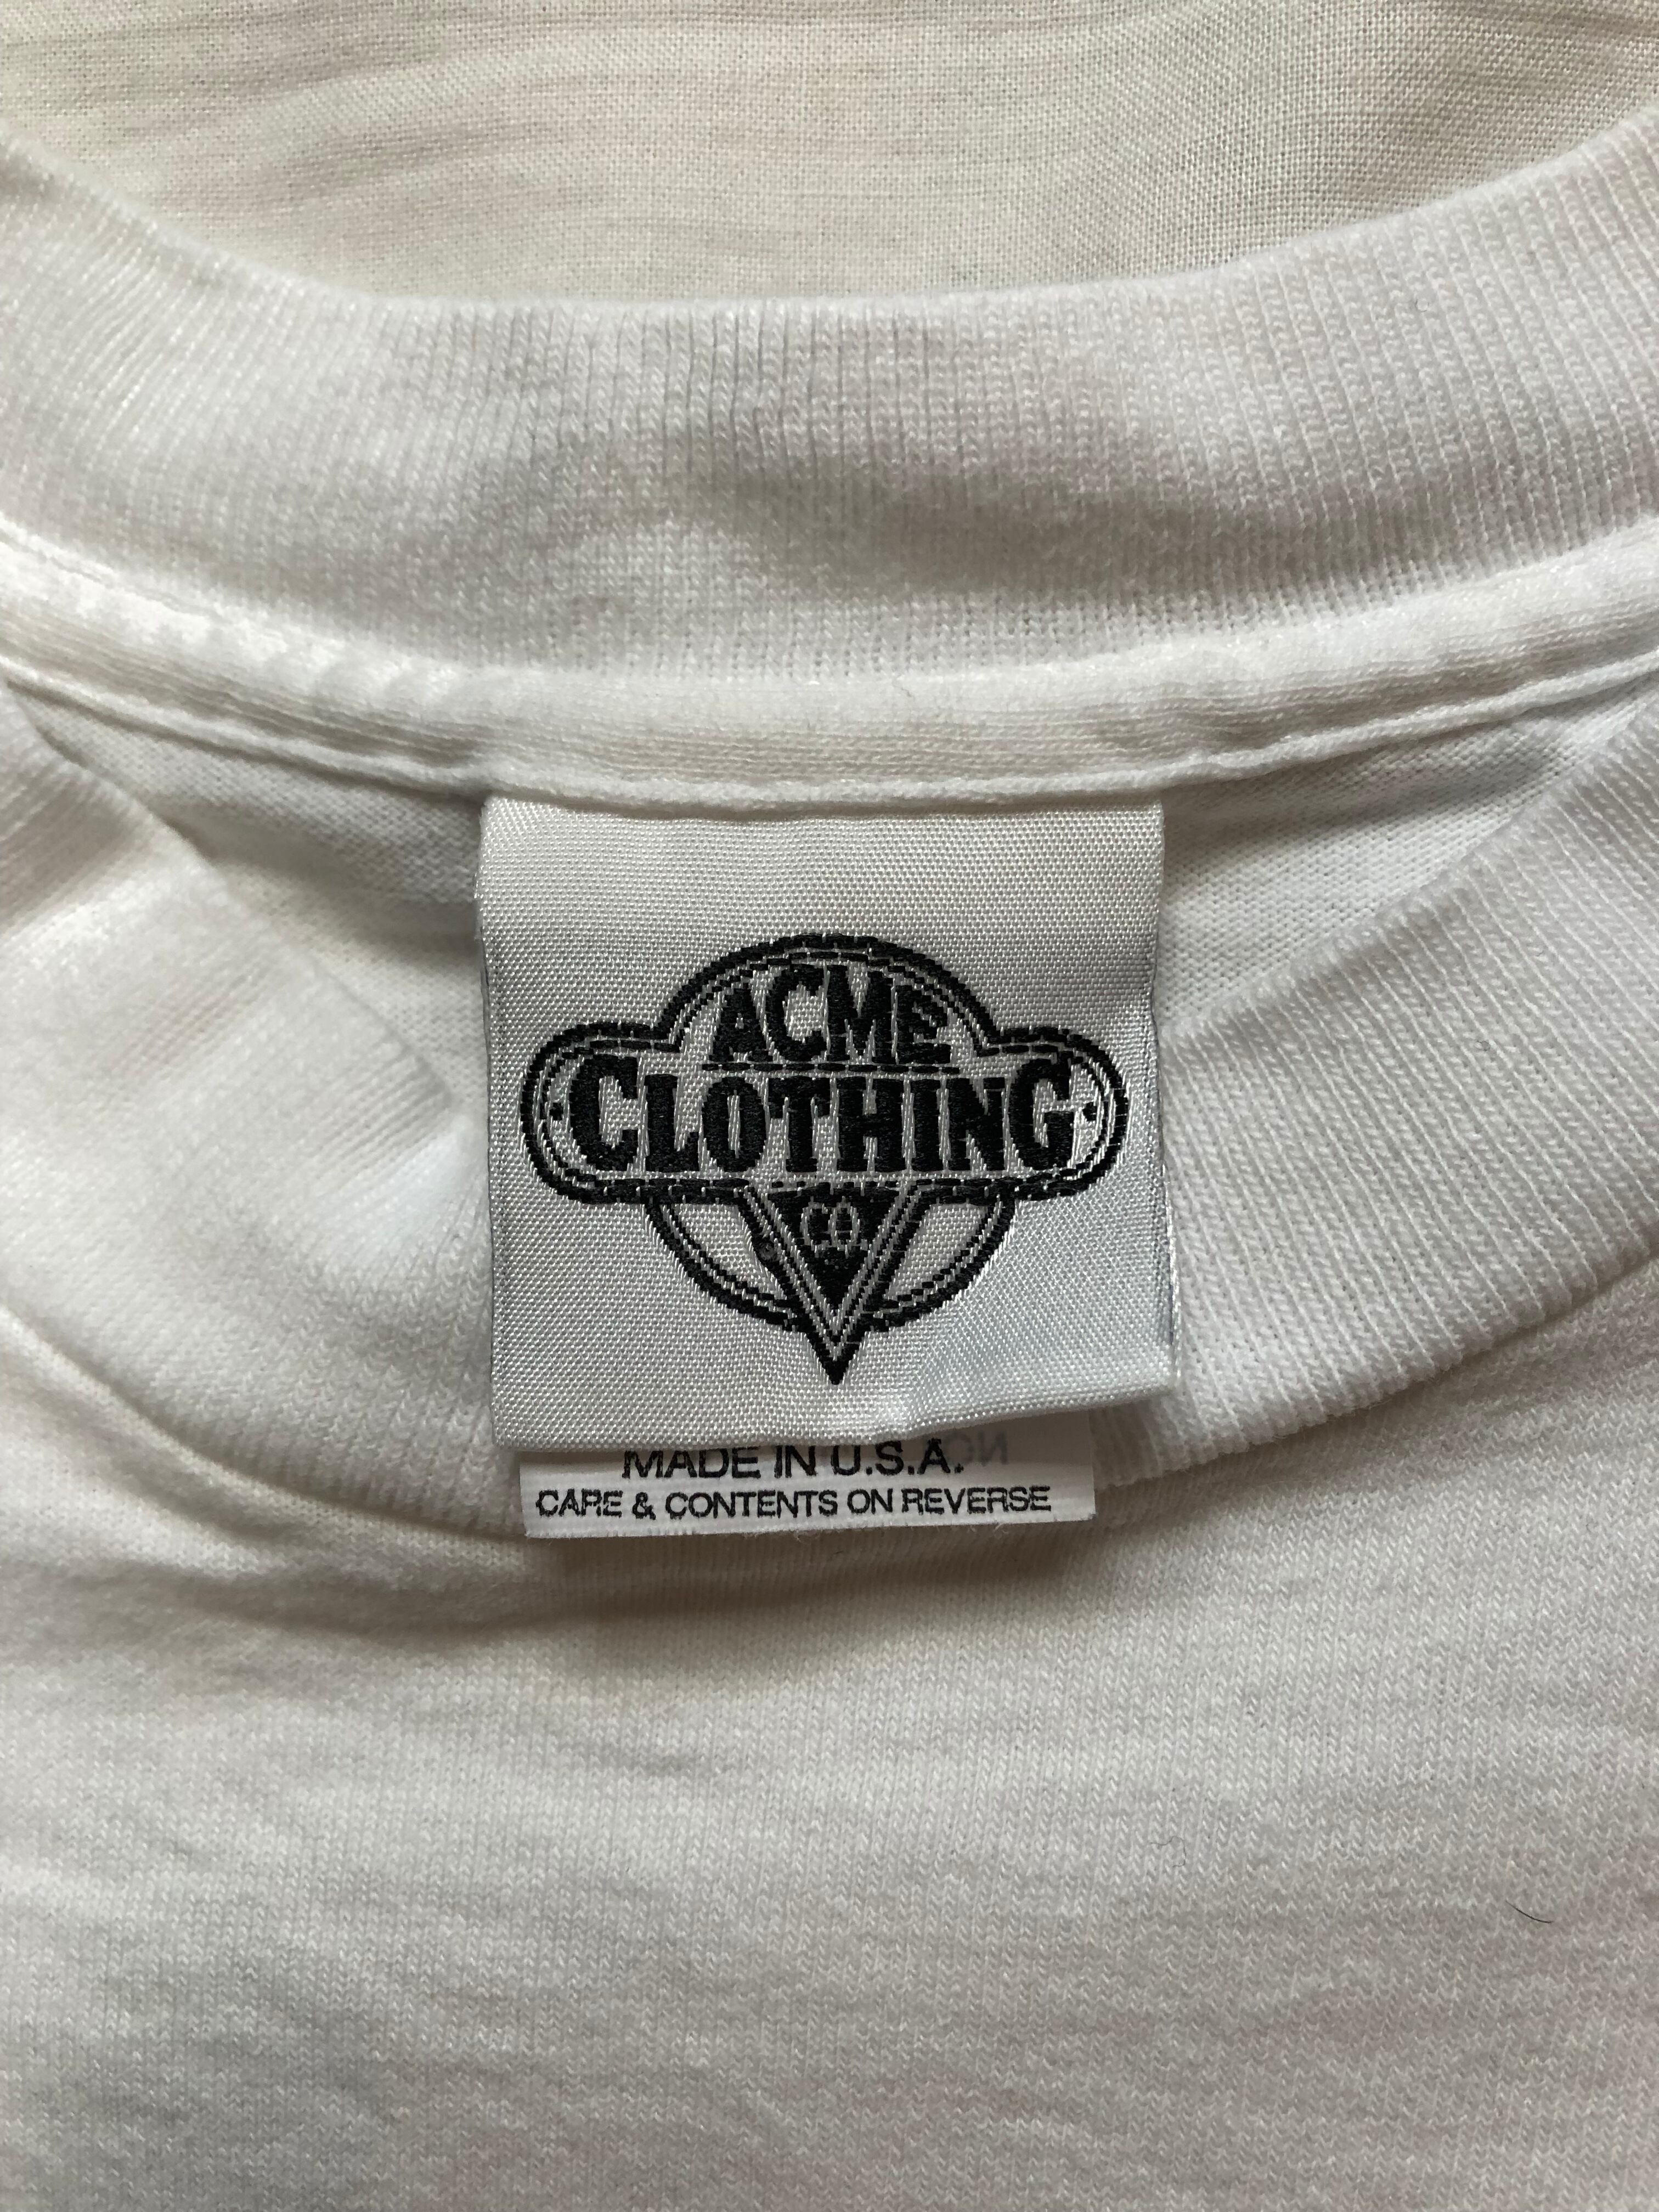 ACME
CLOTHING
CO.
MADE IN U.S.A.
CARE & CONTENTS ON REVERSE